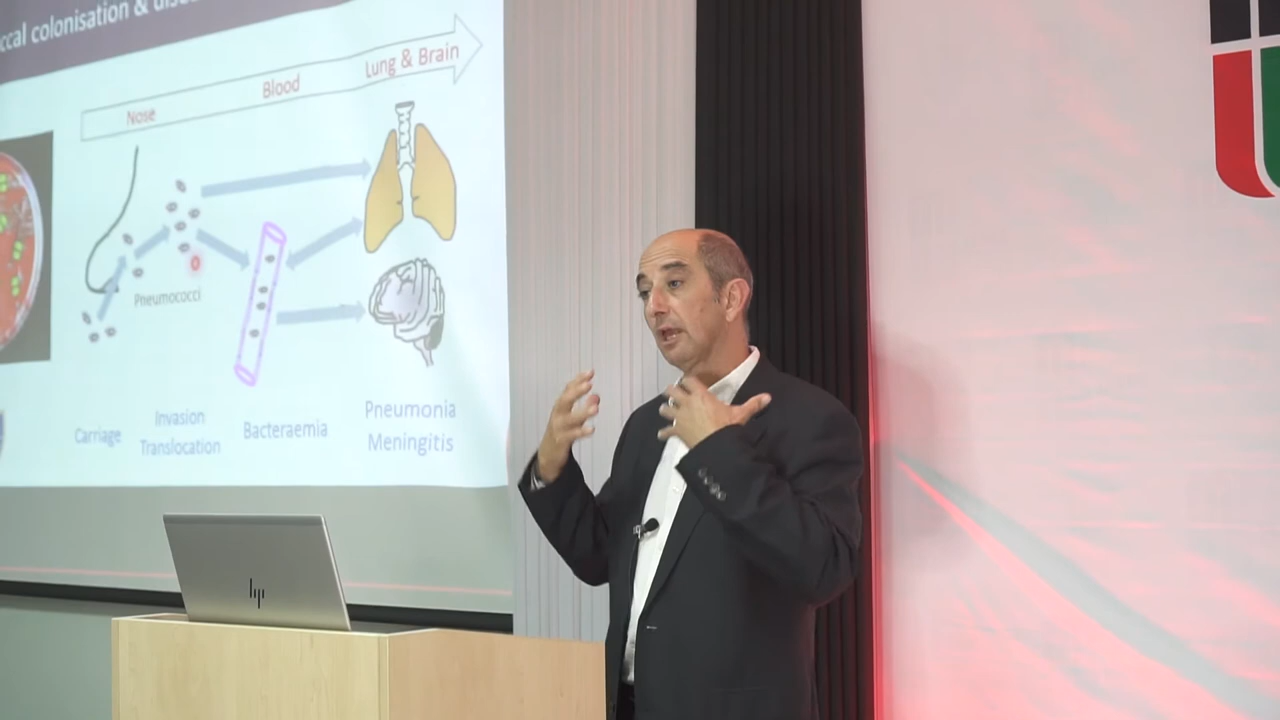 ccal colonisation &
Nose
Blood
Lung & Brain
Pneumococci
Carriage
Invasion
Translocation
Bacteraemia
Pneumonia
Meningitis
hp